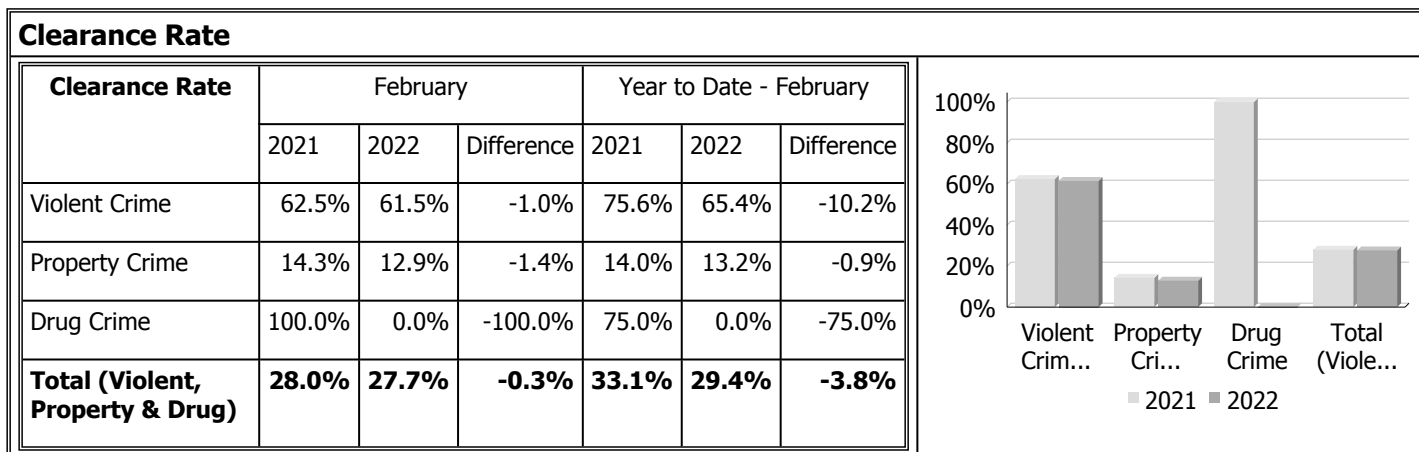 Clearance Rate
Clearance Rate February Year to Date - February
2021 2022 Difference 2021 2022 Difference
Violent Crime 62.5% 61.5% -1.0% 75.6% 65.4% -10.2%
Property Crime 14.3% 12.9% -1.4% 14.0% 13.2% -0.9%
Drug Crime 100.0% 0.0% -100.0% 75.0% 0.0% -75.0%
Total (Violent, 28.0% 27.7% -0.3% 33.1% 29.4% -3.8%
Property & Drug)
100%
80%
60%
40%
20%
0%
Violent Property Drug Total
Crim... Cri... Crime (Viole...
2021 2022